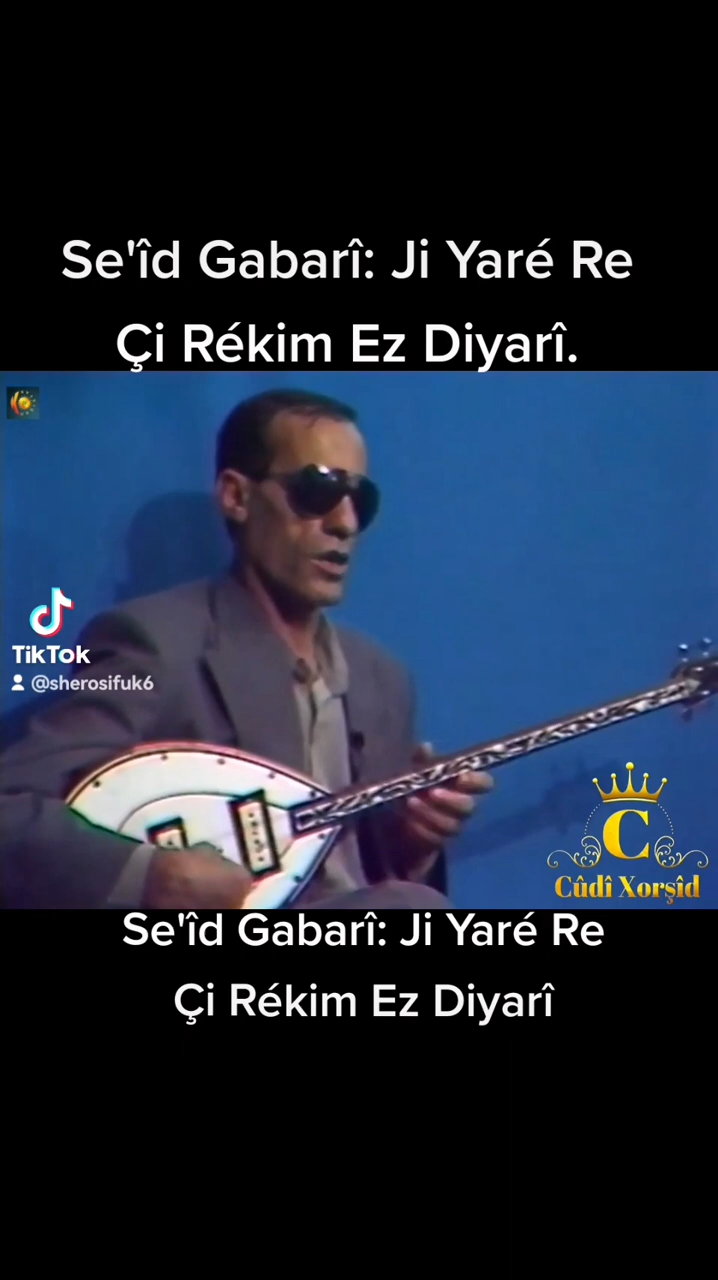 Se'îd Gabarî: Ji Yaré Re
Çi Rékim Ez Diyarî.
TikTok
@sherosifuk6
C
Cûdî Xorşîd
Se'îd Gabarî: Ji Yaré Re
Çi Rékim Ez Diyarî